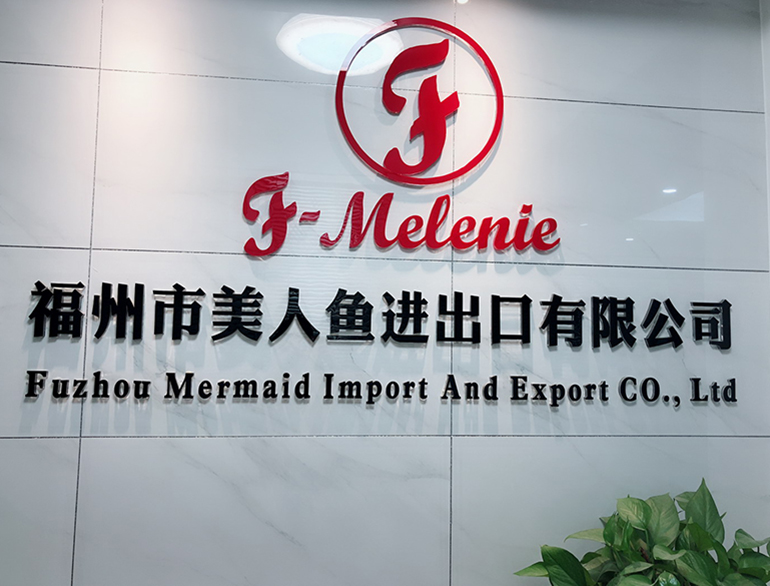 F
F-Melenie
福州市美人鱼进出口有限公司
Fuzhou Mermaid Import And Export CO., Ltd